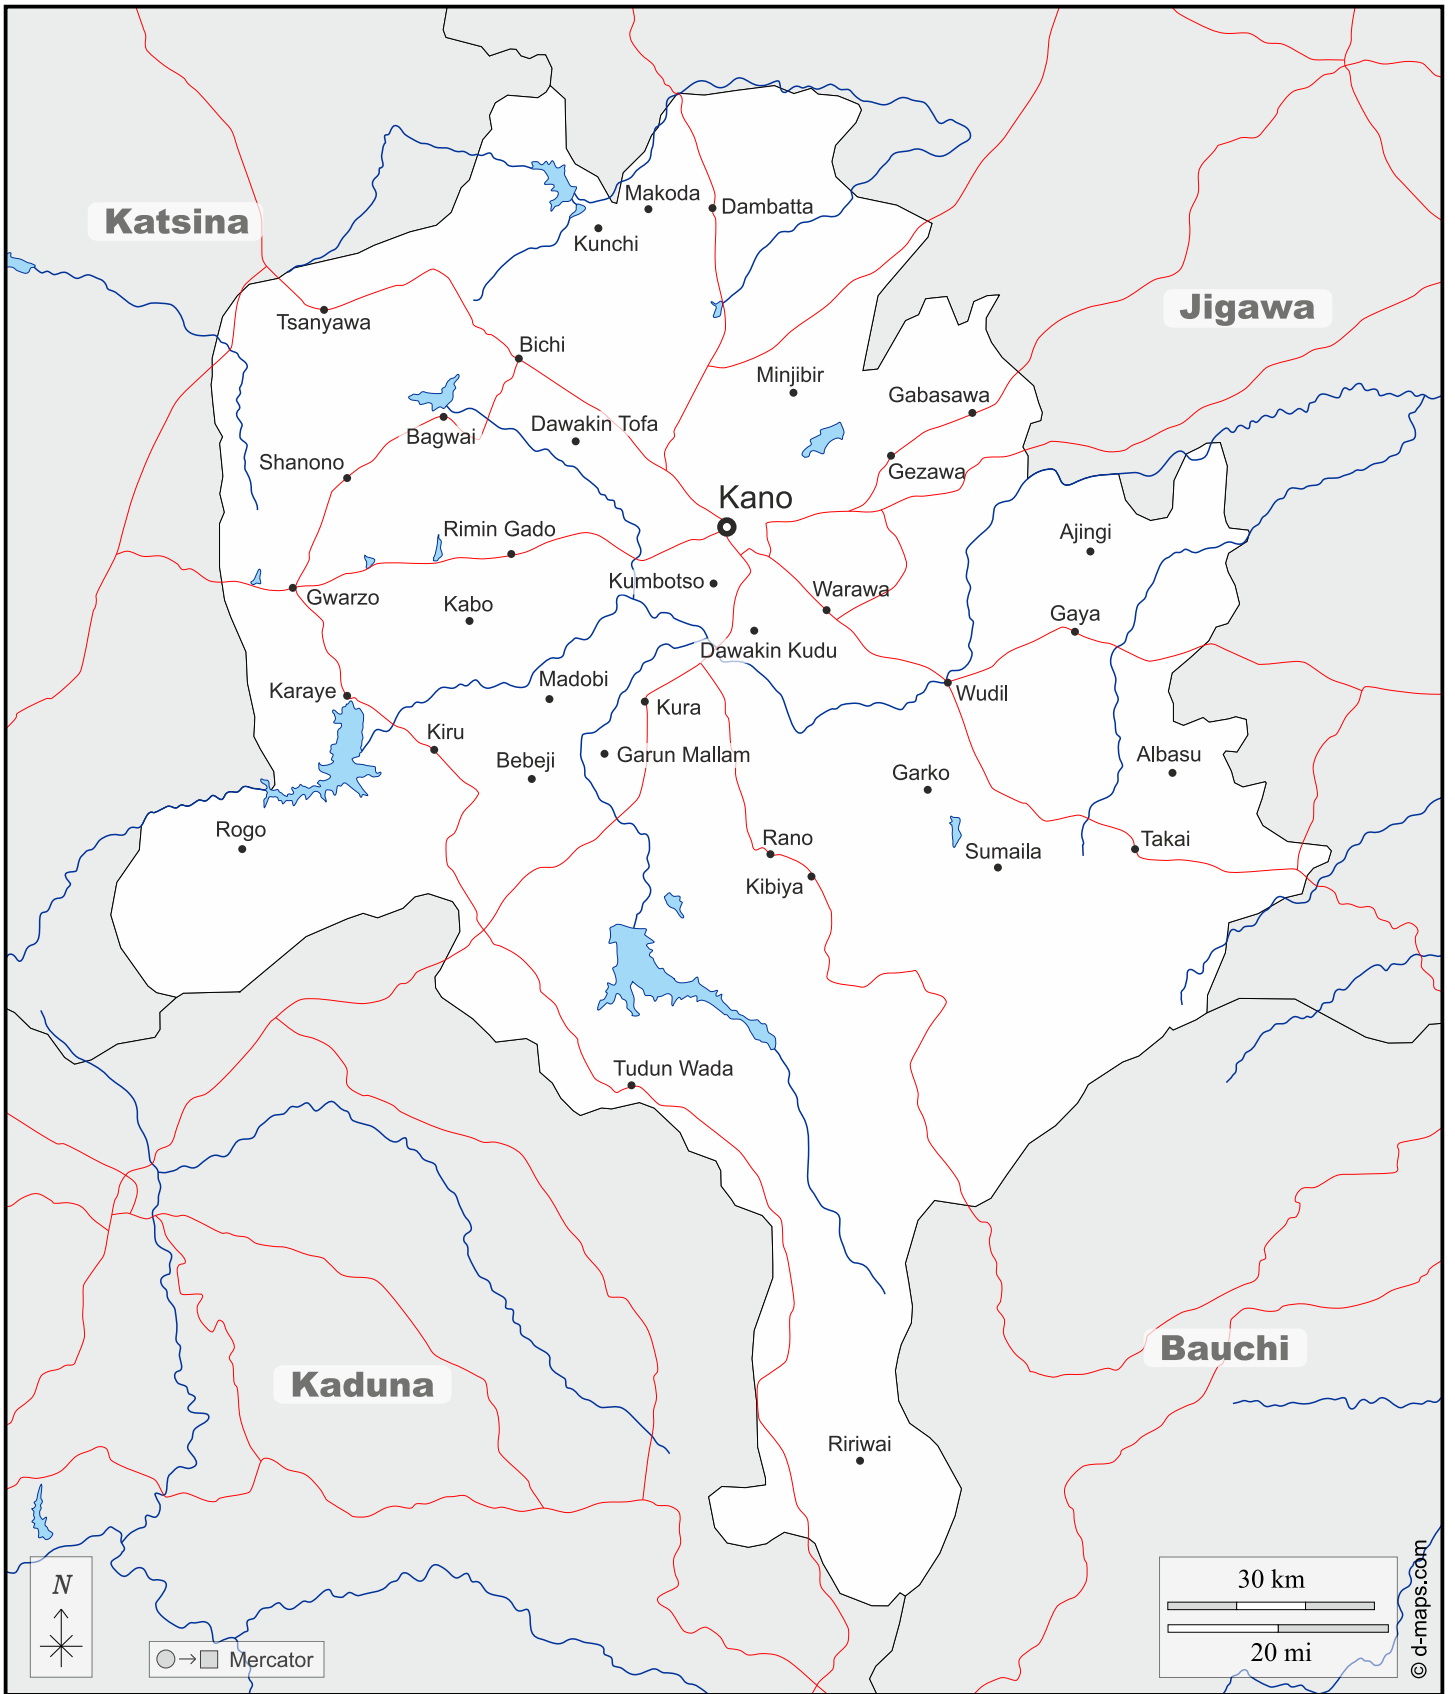 Makoda
Dambatta
Katsina
Kunchi
Jigawa
Tsanyawa
Bichi
Minjibir
Gabasawa
Dawakin Tofa
Bagwai
Shanono
Gezawa
Kano
Rimin Gado
Ajingi
Kumbotso
Warawa
Gwarzo
Kabo
Gaya
Dawakin Kudu
Madobi
Karaye
Wudil
Kura
Kiru
Garun Mallam
Albasu
Bebeji
Garko
Rogo
Rano
Takai
Sumaila
Kibiya
Tudun Wada
Bauchi
Kaduna
Ririwai
N
30 km
20 mi
Mercator
© d-maps.com